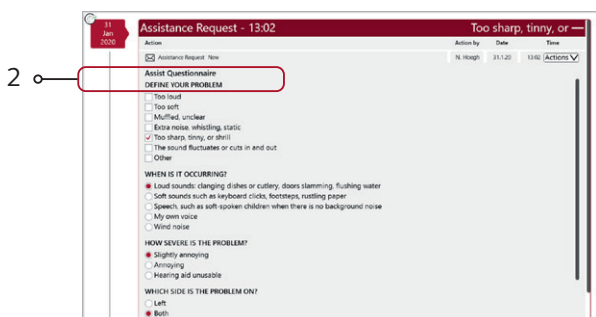 31
Jan
2020
Assistance Request - 13:02 Too sharp, tinny, or —
Action Action by Date Time
Assistance Request New N. Hoegh 31.1.20 13:02 Actions
2
Assist Questionnaire
DEFINE YOUR PROBLEM
Too loud
Too soft
Muffled, unclear
Extra noise, whistling, static
Too sharp, tinny, or shrill
The sound fluctuates or cuts in and out
Other
WHEN IS IT OCCURRING?
Loud sounds: clanging dishes or cutlery, doors slamming, flushing water
Soft sounds such as keyboard clicks, footsteps, rustling paper
Speech, such as soft-spoken children when there is no background noise
My own voice
Wind noise
HOW SEVERE IS THE PROBLEM?
Slightly annoying
Annoying
Hearing aid unusable
WHICH SIDE IS THE PROBLEM ON?
Left
Both